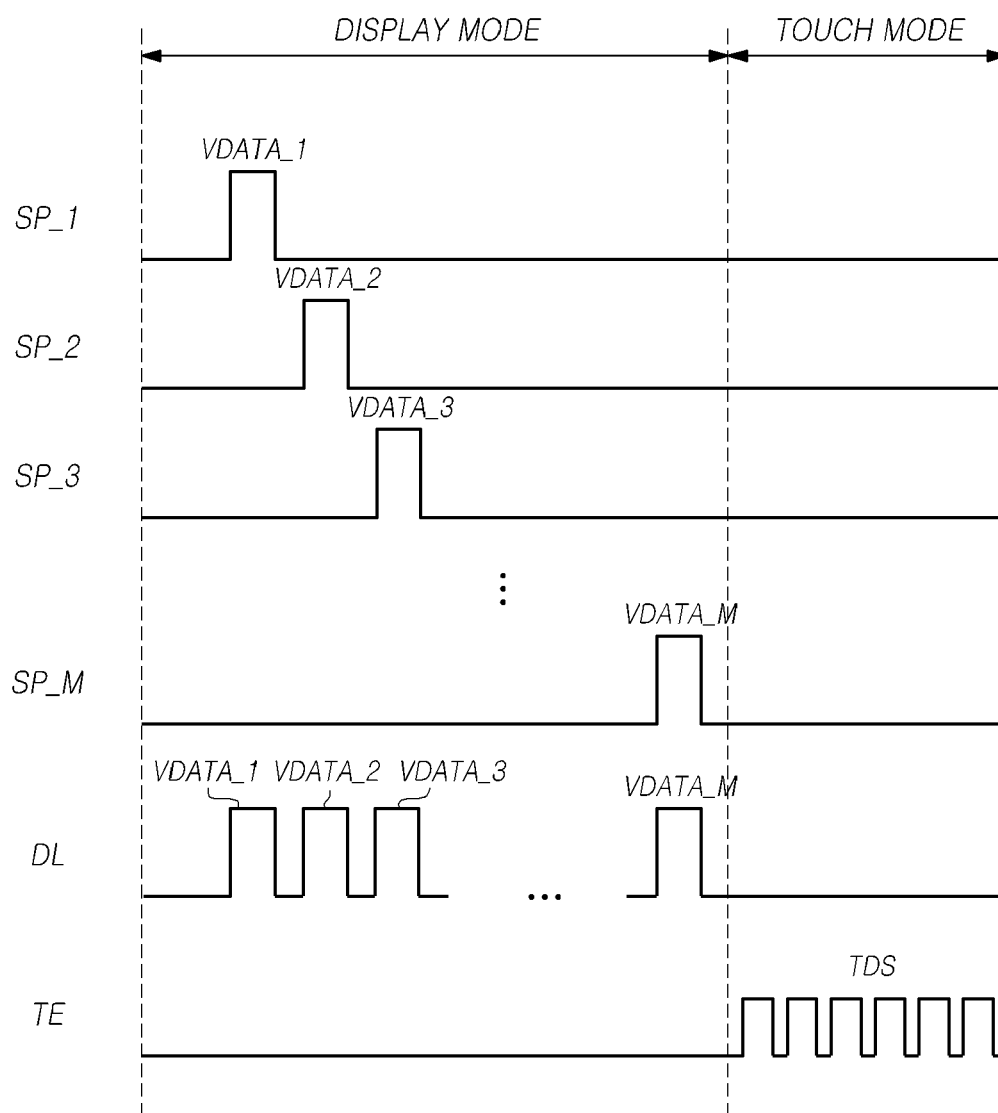 DISPLAY MODE TOUCH MODE
VDATA_1
SP_1
VDATA_2
SP_2
VDATA_3
SP_3
VDATA_M
SP_M
VDATA_1 VDATA_2 VDATA_3 VDATA_M
DL
TDS
TE